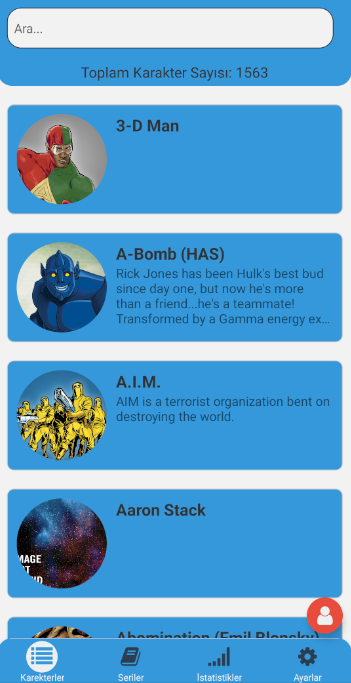 Ara...
Toplam Karakter Sayısı: 1563
3-D Man
A-Bomb (HAS)
Rick Jones has been Hulk's best bud
since day one, but now he's more
than a friend...he's a teammate!
Transformed by a Gamma energy ex...
A.I.M.
AIM is a terrorist organization bent on
destroying the world.
Aaron Stack
MAGE
Abomination (Emil Blonsky)
Karekterler
Seriler
İstatistikler
Ayarlar